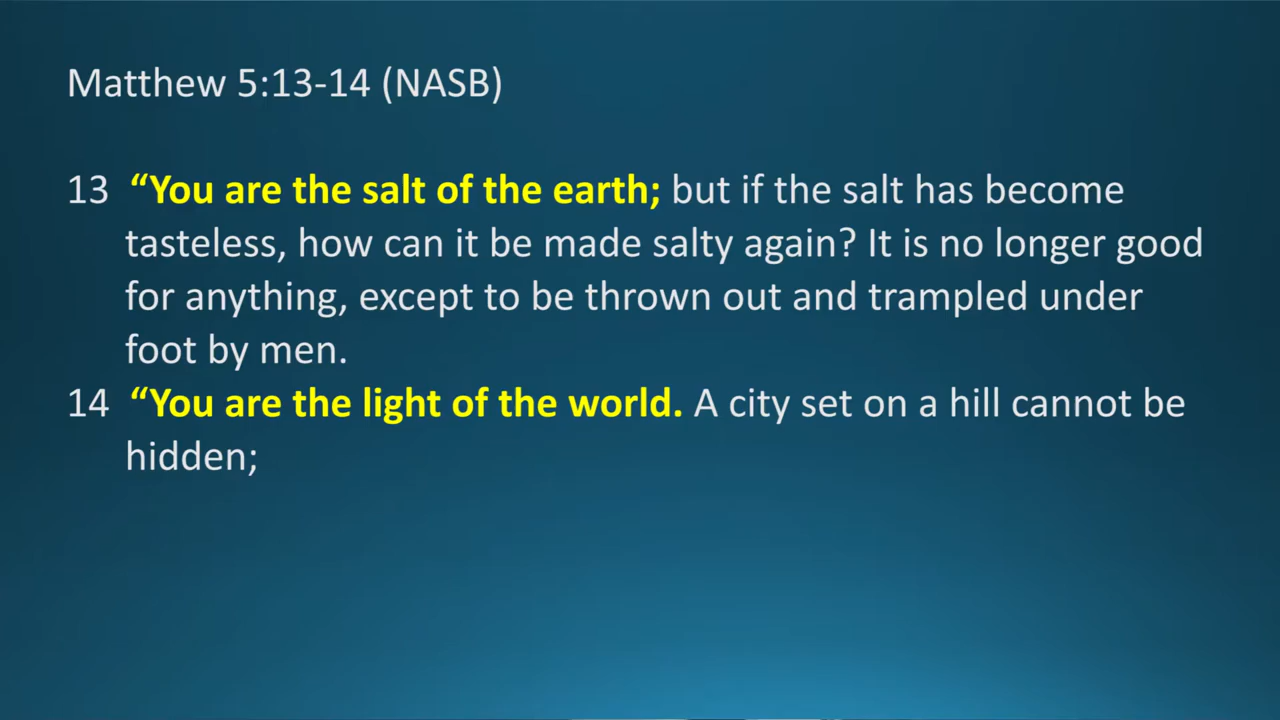 Matthew 5:13-14 (NASB)
13 “You are the salt of the earth; but if the salt has become
tasteless, how can it be made salty again? It is no longer good
for anything, except to be thrown out and trampled under
foot by men.
14 “You are the light of the world. A city set on a hill cannot be
hidden;